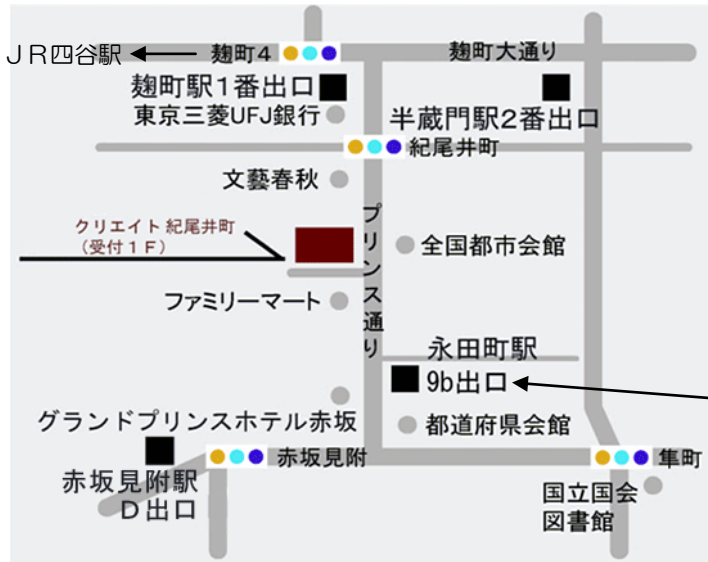 JR四谷駅
麹町4
麹町大通り
麹町駅1番出口
東京三菱UFJ銀行
半蔵門駅2番出口
紀尾井町
文藝春秋
クリエイト紀尾井町
(受付1F)
プリンス通り
全国都市会館
ファミリーマート
永田町駅
9b出口
グランドプリンスホテル赤坂
都道府県会館
赤坂見附
隼町
赤坂見附駅
D出口
国立国会
図書館